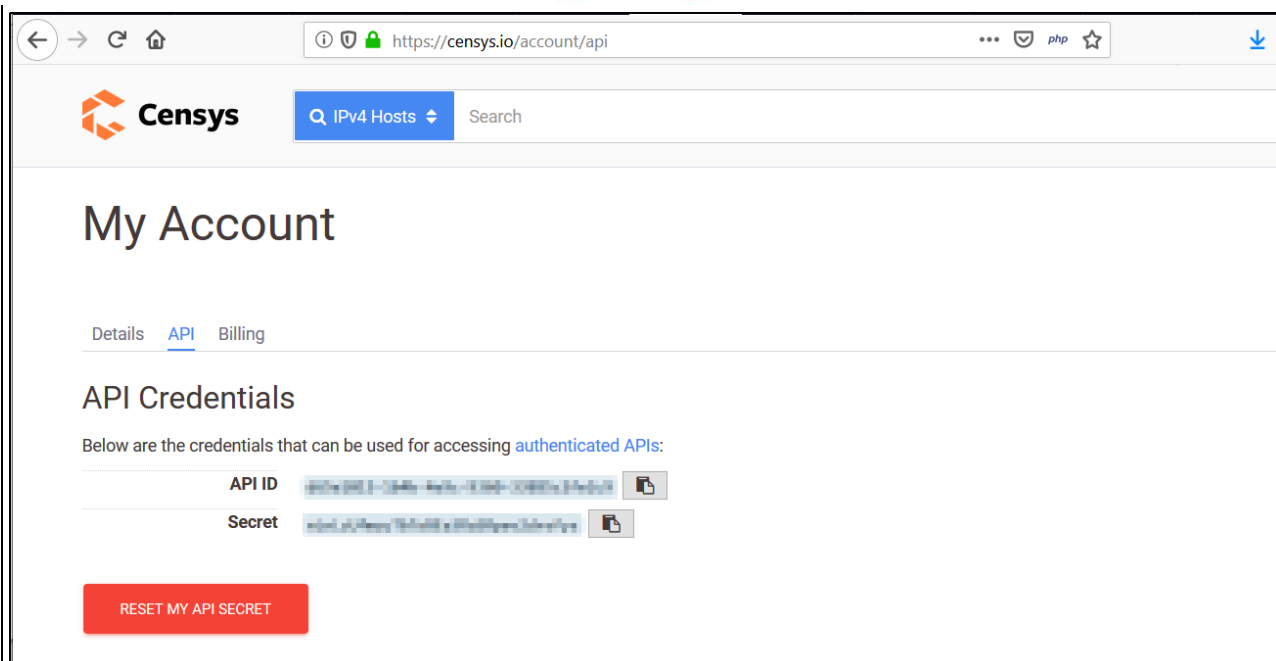 https://censys.io/account/api
php
Censys
IPv4 Hosts
Search
My Account
Details API Billing
API Credentials
Below are the credentials that can be used for accessing authenticated APIs:
API ID
Secret
RESET MY API SECRET